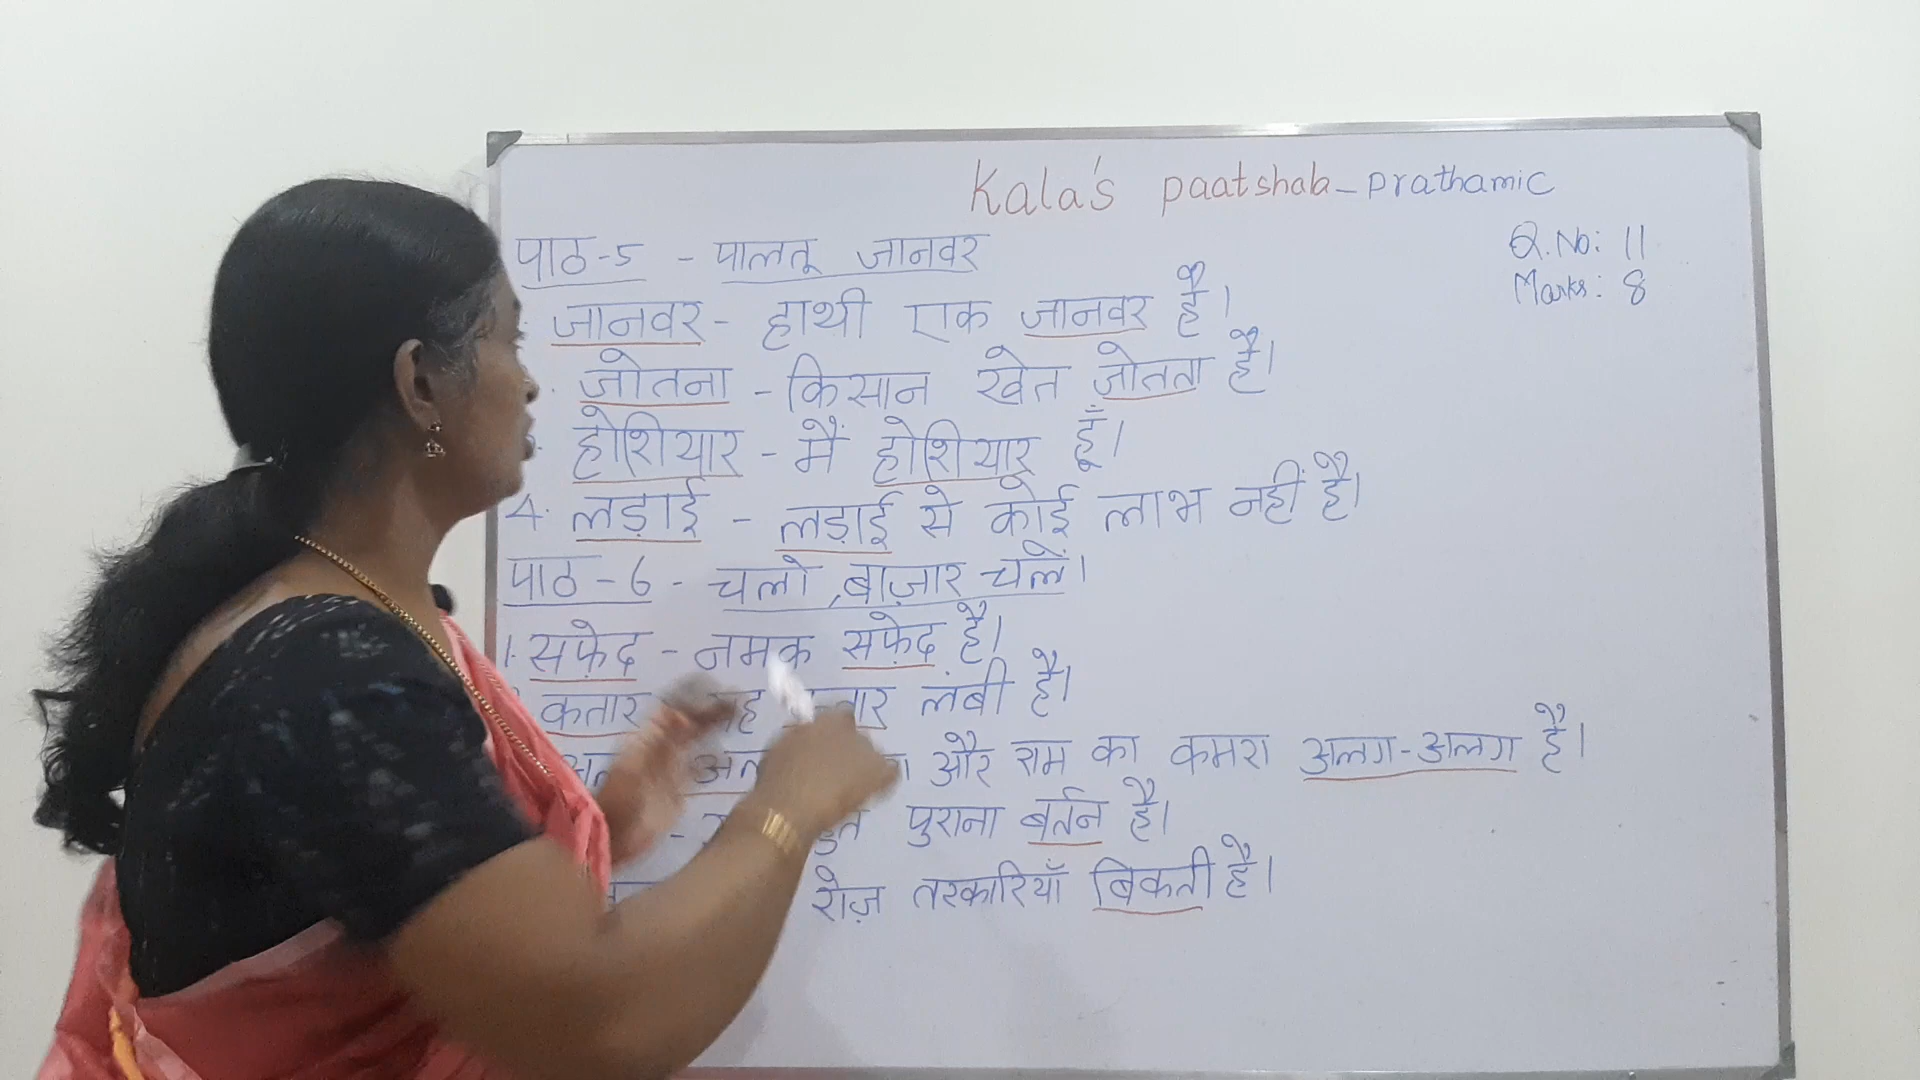 Kala's paatshala - prathamic
Q.No: 11
Marks: 8
पाठ-5 - पालतू जानवर
जानवर - हाथी एक जानवर है।
जोतना - किसान खेत जोतता है।
होशियार - मैं होशियार हूँ।
4. लड़ाई - लड़ाई से कोई लाभ नहीं है।
पाठ - 6 - चलो, बाज़ार चलें।
1. सफ़ेद - नमक सफ़ेद है।
कतार लंबी है।
और राम का कमरा अलग-अलग है।
पुराना बर्तन है।
रोज़ तरकारियाँ बिकती है।